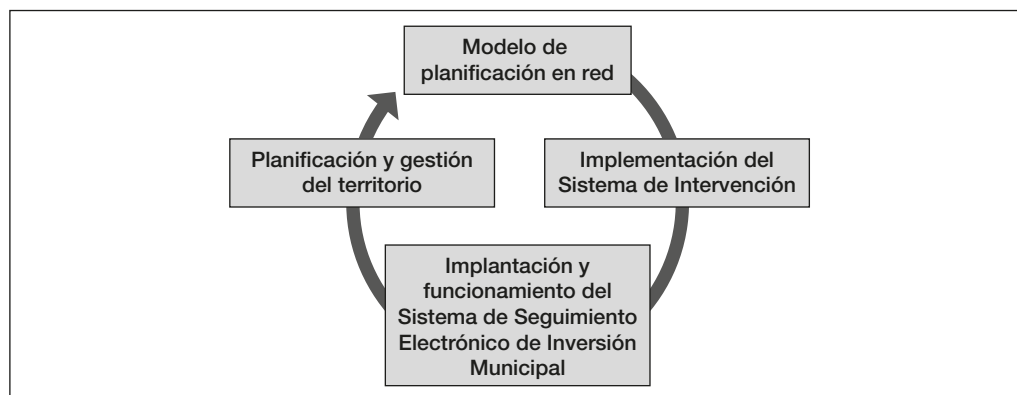 Modelo de
planificación en red
Planificación y gestión
del territorio
Implementación del
Sistema de Intervención
Implantación y
funcionamiento del
Sistema de Seguimiento
Electrónico de Inversión
Municipal